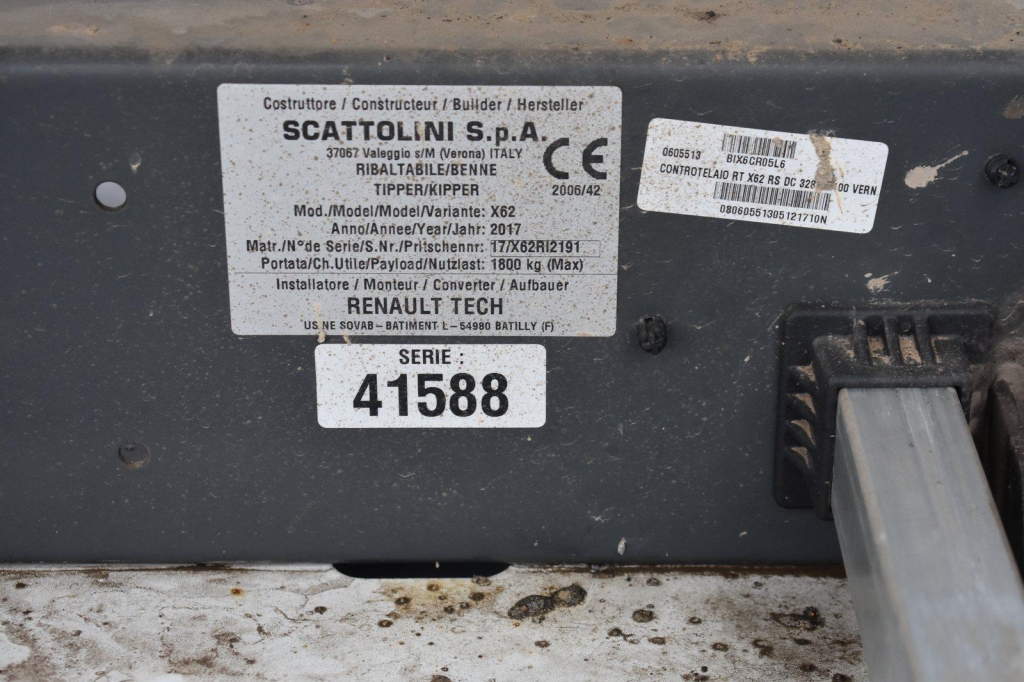 Costruttore / Constructeur / Builder / Hersteller
SCATTOLINI S.p.A.
37067 Valeggio s/M (Verona) ITALY
RIBALTABILE/BENNE
TIPPER/KIPPER
CE
2006/42
Mod./Model/Model/Variante: X62
Anno/Annee/Year/Jahr: 2017
Matr./N°de Serie/S.Nr./Pritschennr: 17/X62RI2191
Portata/Ch.Utile/Payload/Nutzlast: 1800 kg (Max)
Installatore / Monteur / Converter / Aufbauer
RENAULT TECH
US NE SOVAB – BATIMENT L – 54980 BATILLY (F)
SERIE :
41588
0605513 BIX6CR05L6
CONTROTELAIO RT X62 RS DC 328 00 VERN
08060551305121710N